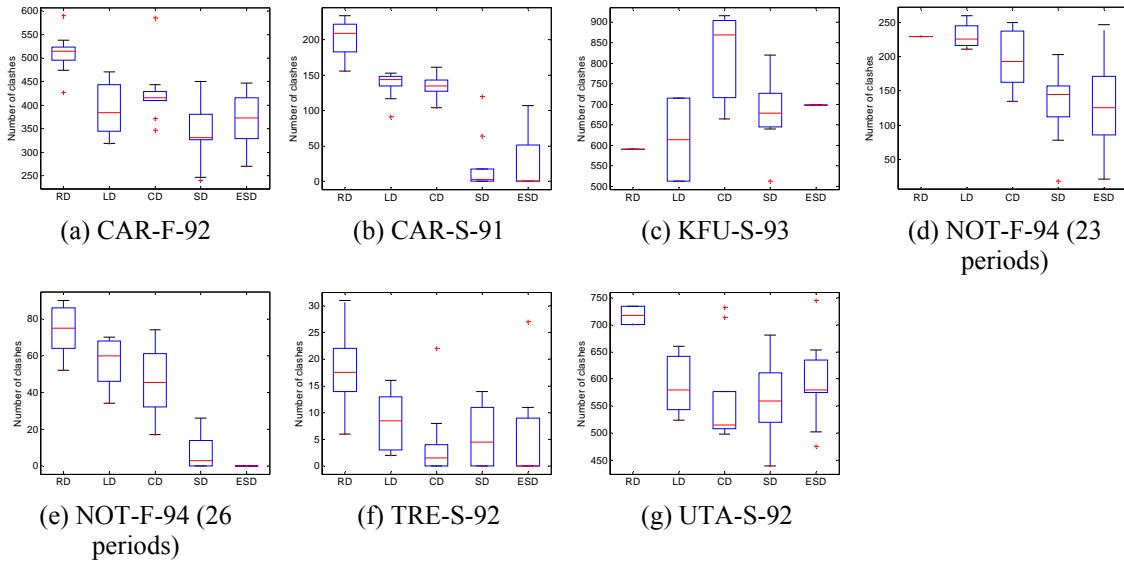 600
550
500
450
400
350
300
250
Number of clashes
RD LD CD SD ESD
(a) CAR-F-92
200
150
100
50
0
Number of clashes
RD LD CD SD ESD
(b) CAR-S-91
900
850
800
750
700
650
600
550
500
Number of clashes
RD LD CD SD ESD
(c) KFU-S-93
250
200
150
100
50
Number of clashes
RD LD CD SD ESD
(d) NOT-F-94 (23
periods)
80
60
40
20
0
Number of clashes
RD LD CD SD ESD
(e) NOT-F-94 (26
periods)
30
25
20
15
10
5
0
Number of clashes
RD LD CD SD ESD
(f) TRE-S-92
750
700
650
600
550
500
450
Number of clashes
RD LD CD SD ESD
(g) UTA-S-92